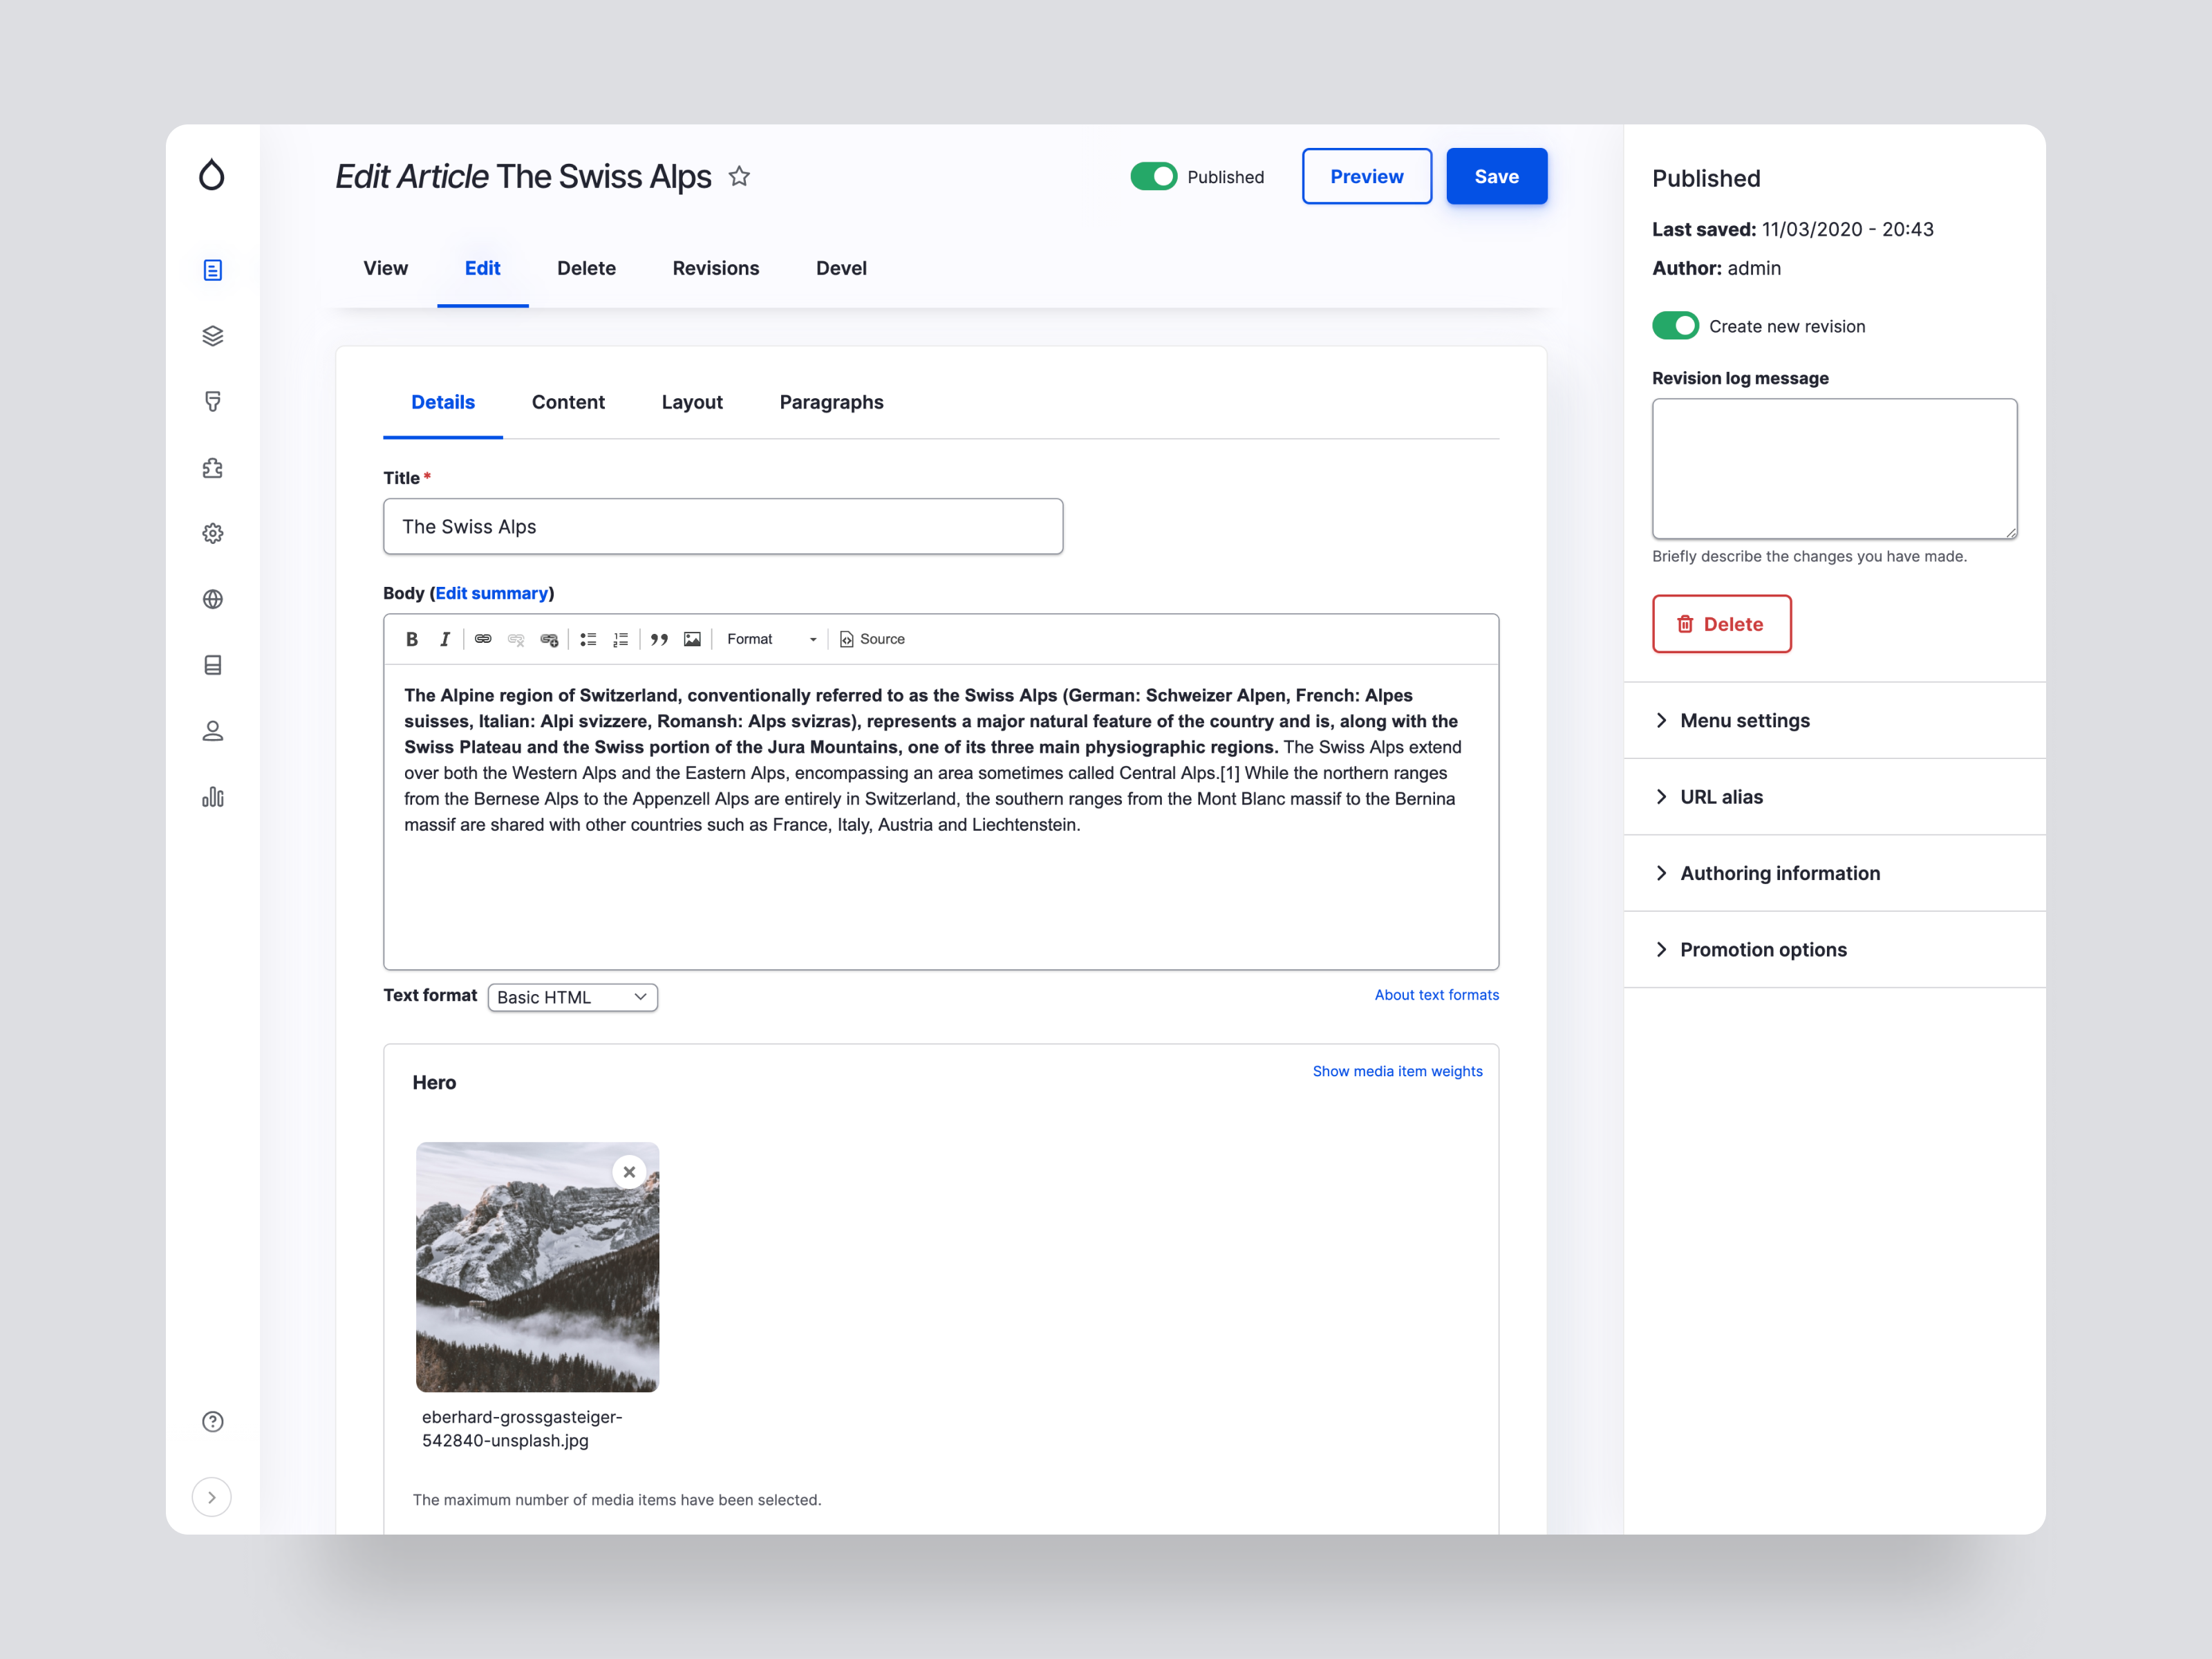 Edit Article The Swiss Alps
Published
Preview
Save
View
Edit
Delete
Revisions
Devel
Details
Content
Layout
Paragraphs
Title *
The Swiss Alps
Body (Edit summary)
B I
Format
Source
The Alpine region of Switzerland, conventionally referred to as the Swiss Alps (German: Schweizer Alpen, French: Alpes
suisses, Italian: Alpi svizzere, Romansh: Alps svizras), represents a major natural feature of the country and is, along with the
Swiss Plateau and the Swiss portion of the Jura Mountains, one of its three main physiographic regions. The Swiss Alps extend
over both the Western Alps and the Eastern Alps, encompassing an area sometimes called Central Alps.[1] While the northern ranges
from the Bernese Alps to the Appenzell Alps are entirely in Switzerland, the southern ranges from the Mont Blanc massif to the Bernina
massif are shared with other countries such as France, Italy, Austria and Liechtenstein.
Text format
Basic HTML
About text formats
Hero
Show media item weights
eberhard-grossgasteiger-
542840-unsplash.jpg
The maximum number of media items have been selected.
Published
Last saved: 11/03/2020 - 20:43
Author: admin
Create new revision
Revision log message
Briefly describe the changes you have made.
Delete
Menu settings
URL alias
Authoring information
Promotion options